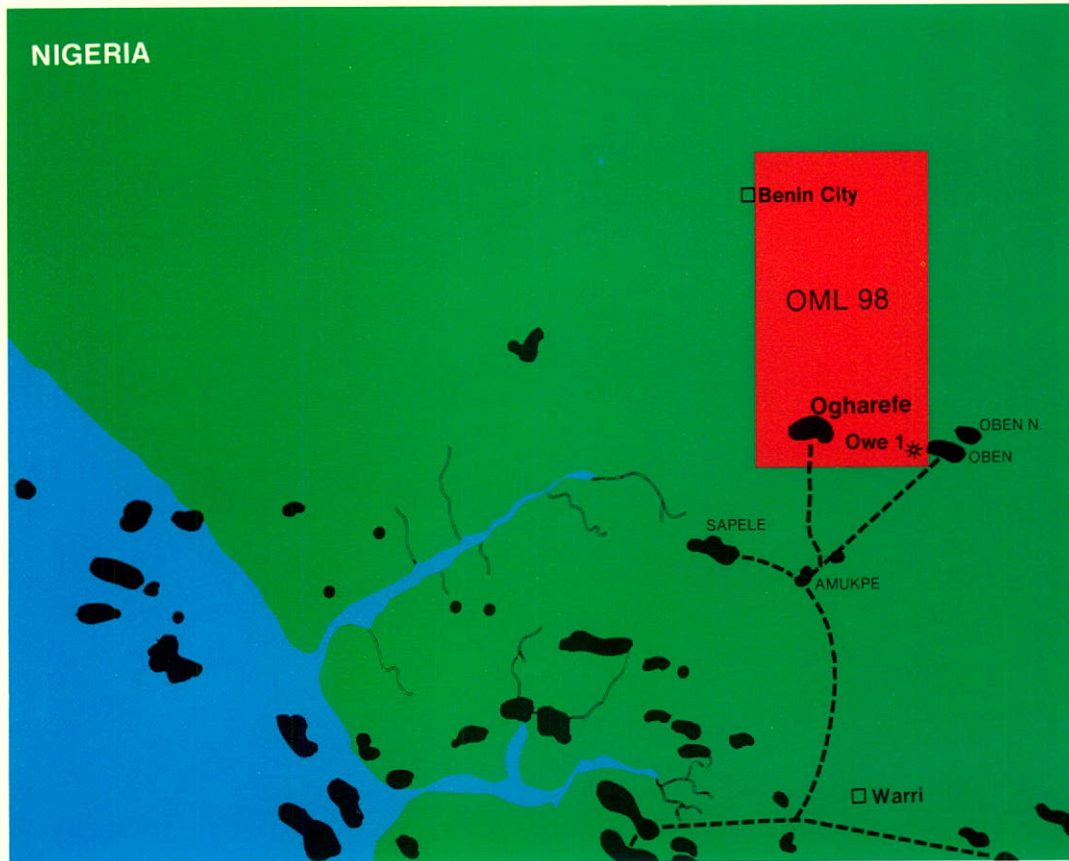 NIGERIA
Benin City
OML 98
Ogharefe
OBEN N.
Owe 1
OBEN
SAPELE
AMUKPE
Warri